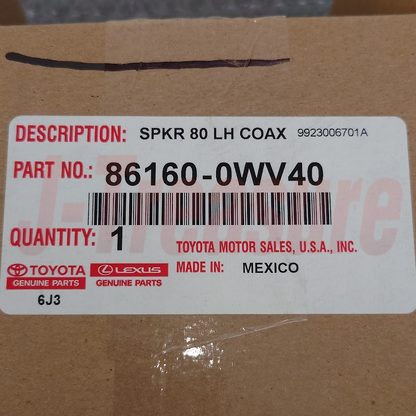 DESCRIPTION: SPKR 80 LH COAX 9923006701A
PART NO.: 86160-0WV40
J-Treasure
QUANTITY: 1 TOYOTA MOTOR SALES, U.S.A., INC.
TOYOTA LEXUS MADE IN: MEXICO
GENUINE PARTS GENUINE PARTS
6J3